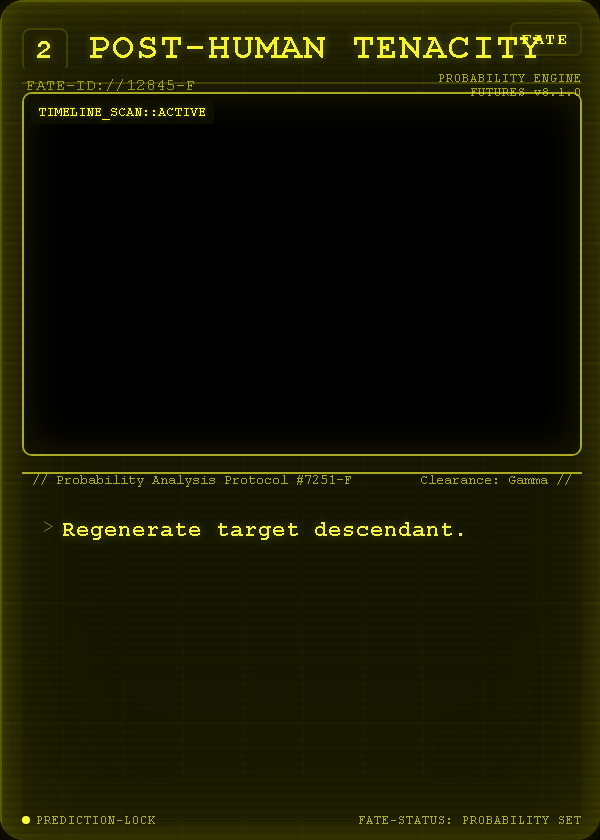 2 POST-HUMAN TENACITY FATE
FATE-ID://12845-F
PROBABILITY ENGINE
FUTURES v8.1.0
TIMELINE_SCAN::ACTIVE
// Probability Analysis Protocol #7251-F Clearance: Gamma //
> Regenerate target descendant.
PREDICTION-LOCK FATE-STATUS: PROBABILITY SET